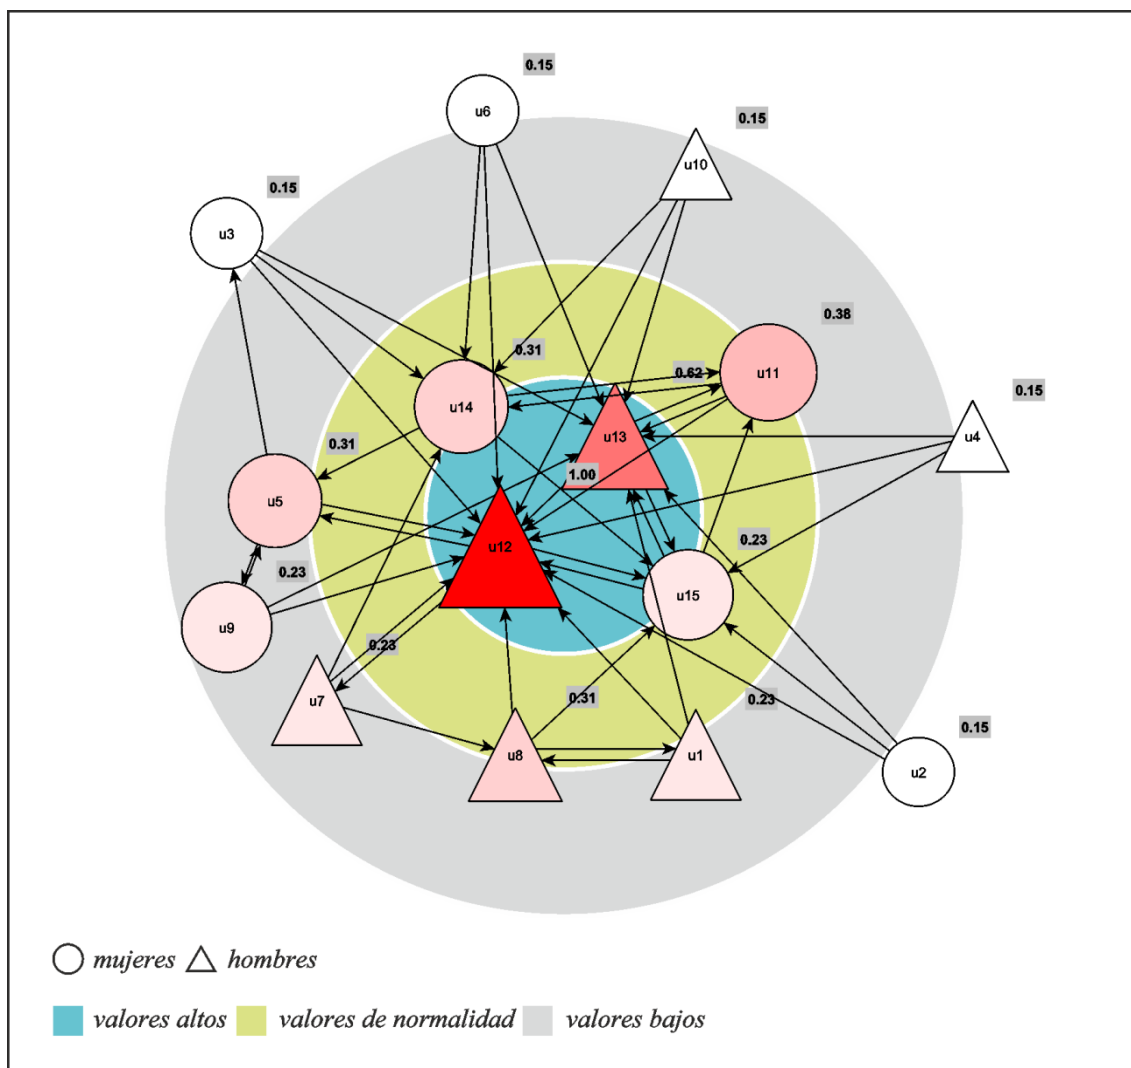 0.15
u6
0.15
u10
0.15
u3
0.38
u11
0.31
0.62
u14
u13
0.15
u4
0.31
1.00
u5
u12
0.23
0.23
u15
u9
0.23
u7
0.31
0.23
0.15
u8
u1
u2
mujeres hombres
valores altos valores de normalidad valores bajos